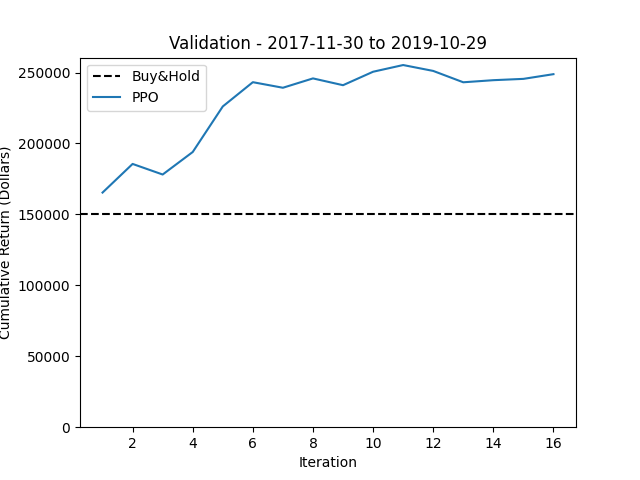 Validation - 2017-11-30 to 2019-10-29
Buy&Hold
PPO
250000
200000
150000
100000
50000
0
Cumulative Return (Dollars)
2
4
6
8
10
12
14
16
Iteration